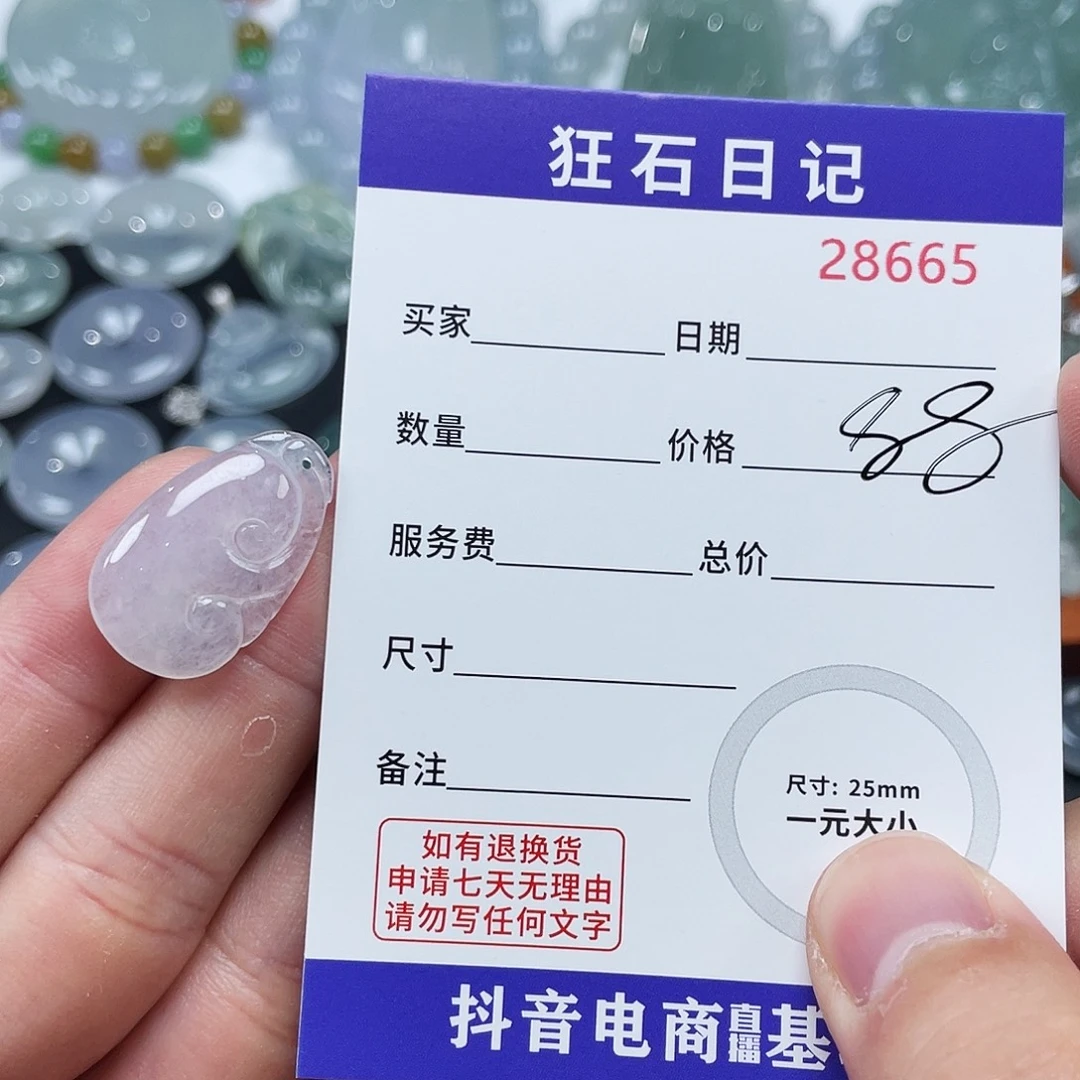 狂石日记
28665
买家 日期
数量 价格 88
服务费 总价
尺寸
备注
尺寸: 25mm
一元大小
如有退换货
申请七天无理由
请勿写任何文字
抖音电商直播基